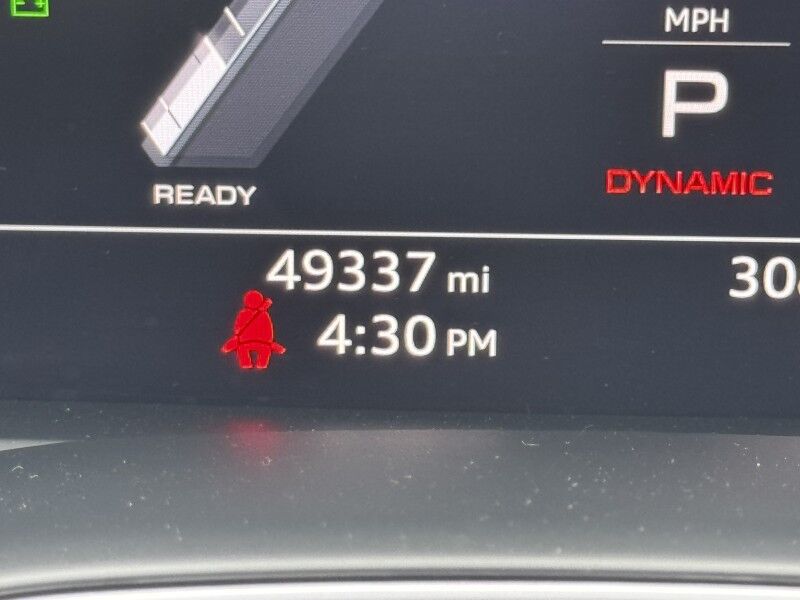 MPH
P
DYNAMIC
READY
49337 mi
4:30 PM